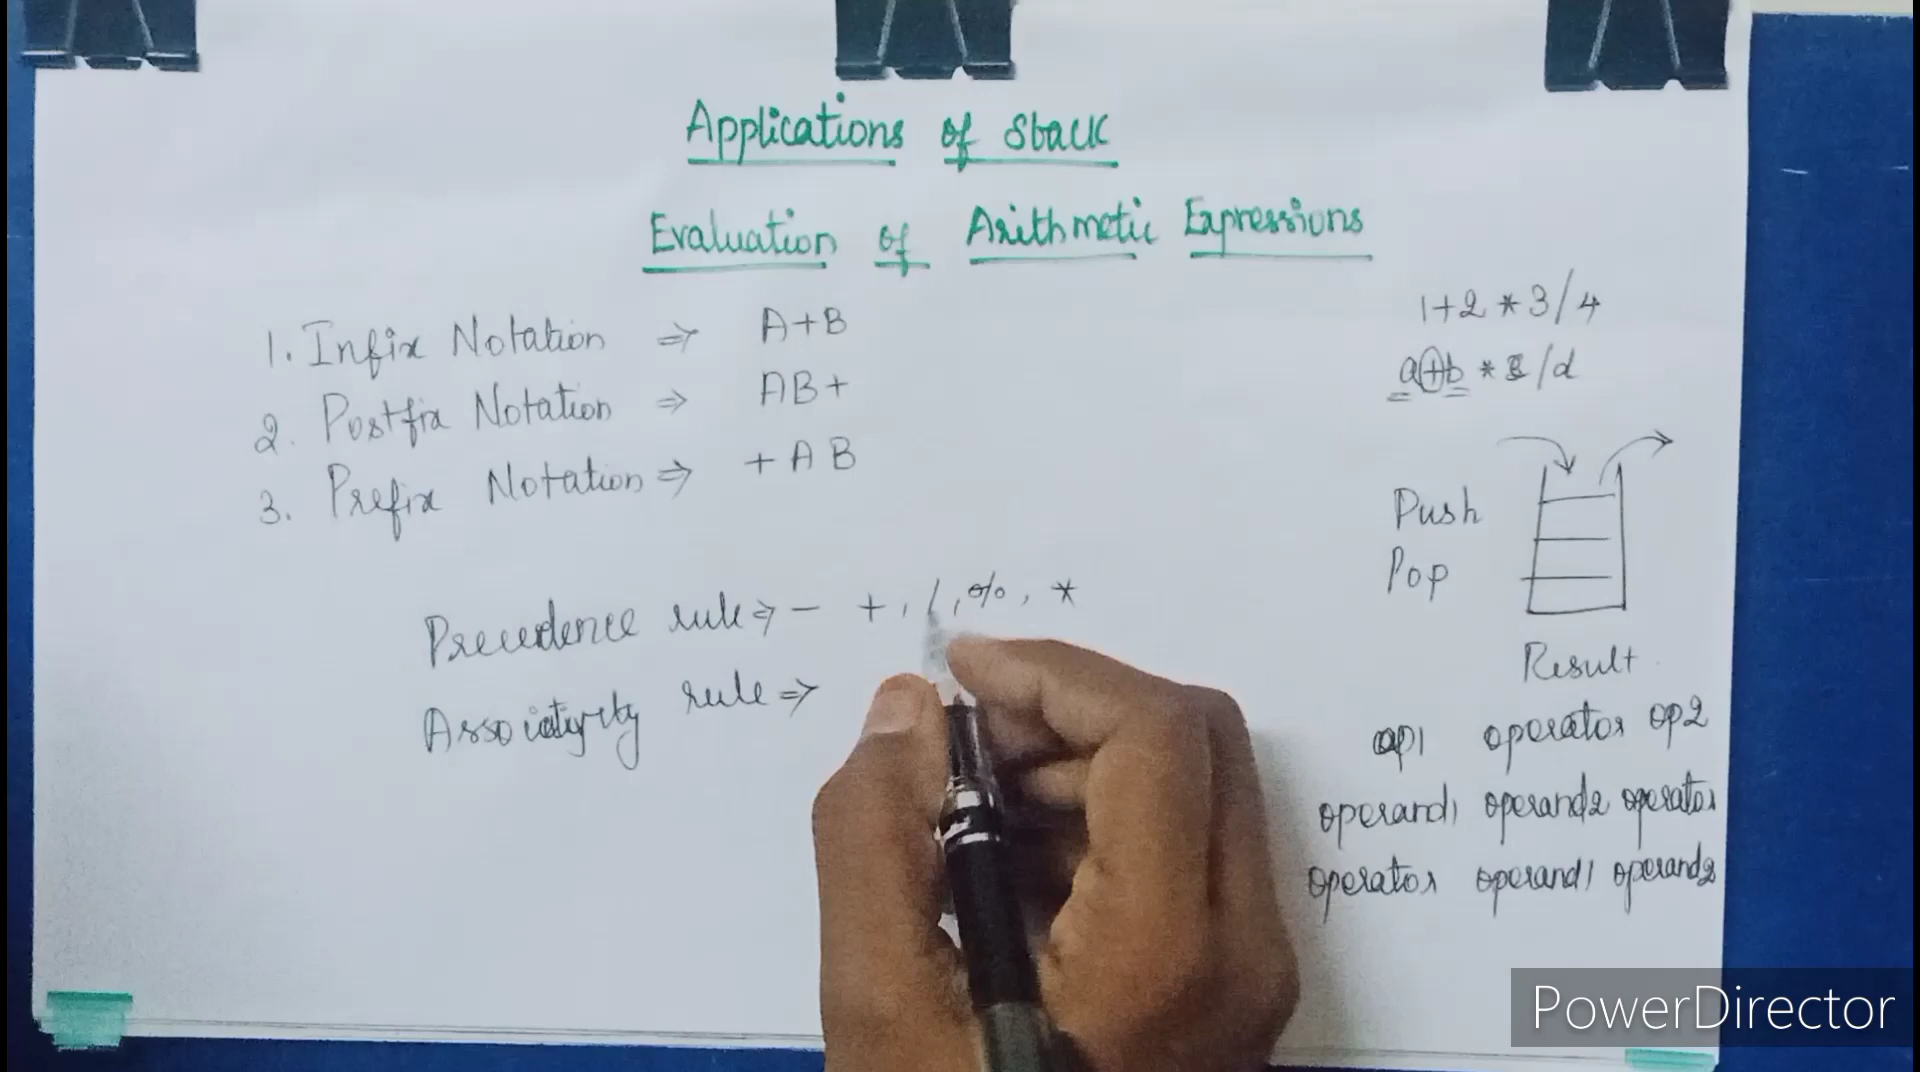 Applications of Stack
Evaluation of Arithmetic Expressions
1. Infix Notation ⇒ A+B
2. Postfix Notation ⇒ AB+
3. Prefix Notation ⇒ +AB
Precedence rule ⇒ - +, /, %, *
Associativity rule ⇒
1+2*3/4
a+b * /d
Push
Pop
Result
op1 operator op2
operand1 operand2 operator
operator operand1 operand2
PowerDirector